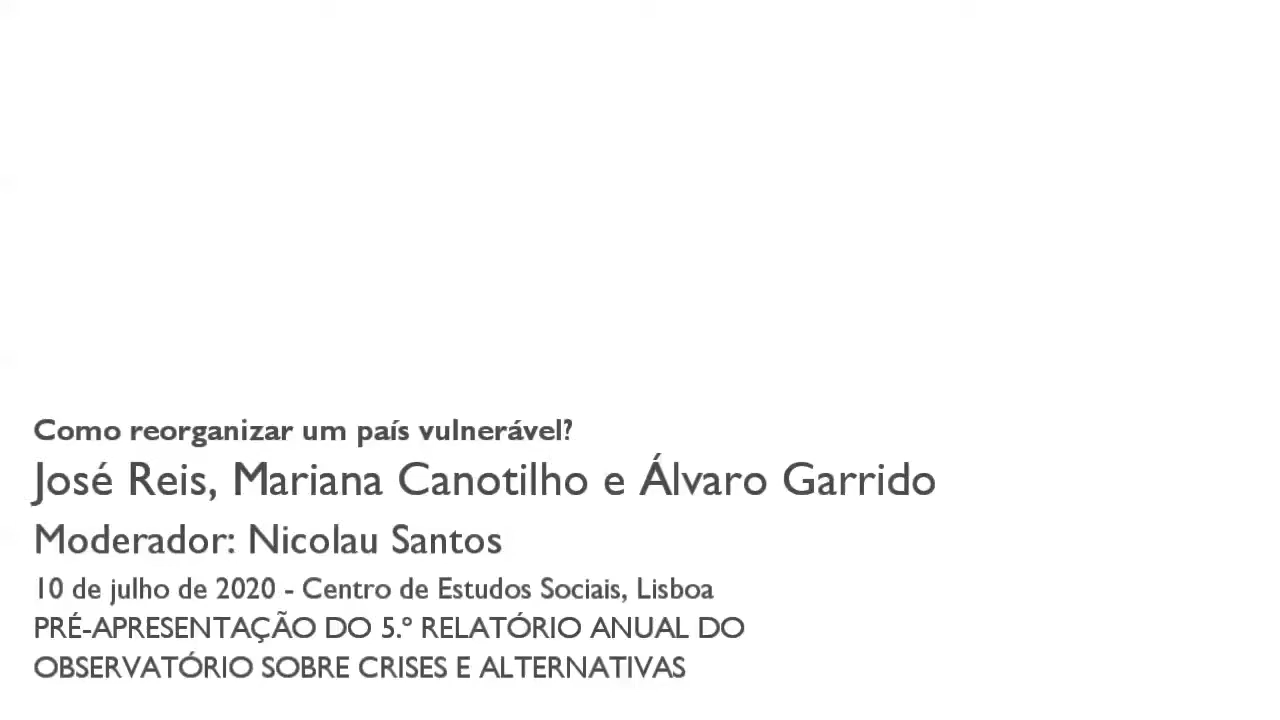 Como reorganizar um país vulnerável?
José Reis, Mariana Canotilho e Álvaro Garrido
Moderador: Nicolau Santos
10 de julho de 2020 - Centro de Estudos Sociais, Lisboa
PRÉ-APRESENTAÇÃO DO 5.º RELATÓRIO ANUAL DO
OBSERVATÓRIO SOBRE CRISES E ALTERNATIVAS